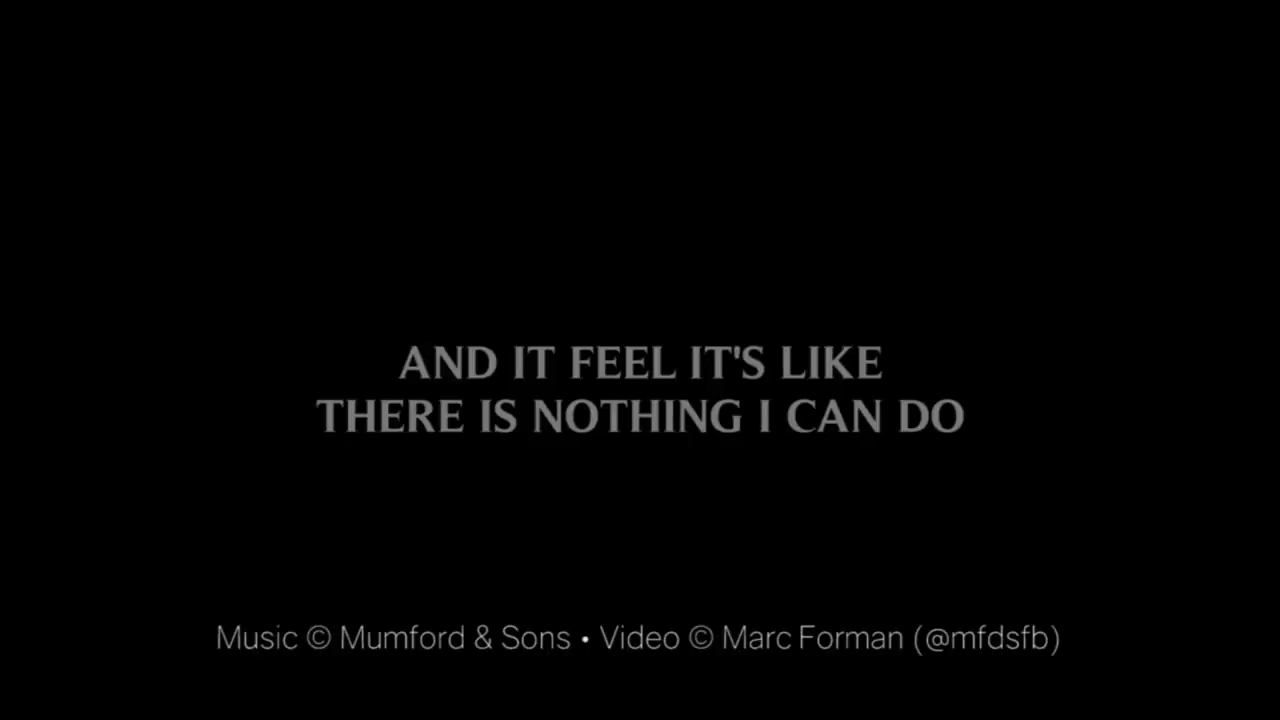 AND IT FEEL IT'S LIKE
THERE IS NOTHING I CAN DO
Music © Mumford & Sons • Video © Marc Forman (@mfdsfb)